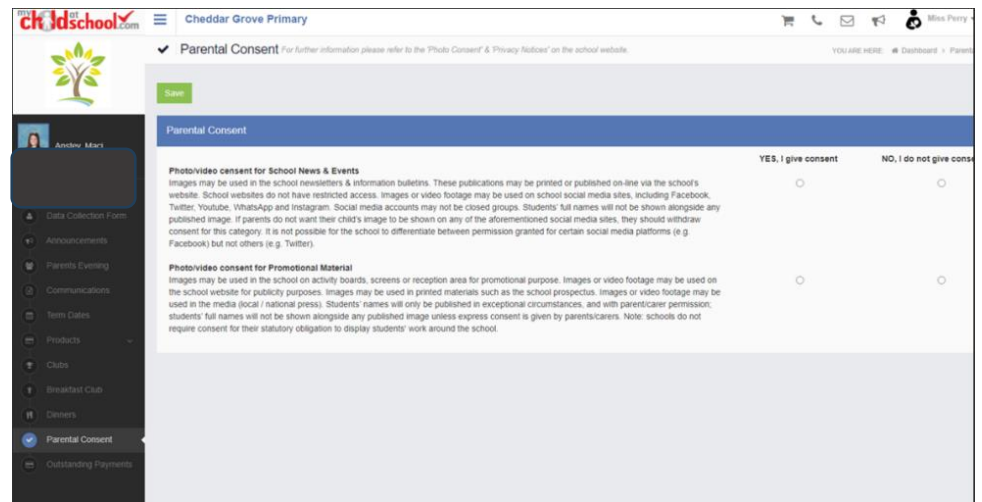 my ch ld at school.com
Cheddar Grove Primary
Miss Perry
Parental Consent For further information please refer to the 'Photo Consent' & 'Privacy Notices' on the school website.
YOU ARE HERE: Dashboard > Parenta
Save
Ansley, Maci
Parental Consent
YES, I give consent NO, I do not give conse
Photo/video consent for School News & Events
Images may be used in the school newsletters & information bulletins. These publications may be printed or published on-line via the school's
website. School websites do not have restricted access. Images or video footage may be used on school social media sites, including Facebook,
Twitter, Youtube, WhatsApp and Instagram. Social media accounts may not be closed groups. Students' full names will not be shown alongside any
published image. If parents do not want their child's image to be shown on any of the aforementioned social media sites, they should withdraw
consent for this category. It is not possible for the school to differentiate between permission granted for certain social media platforms (e.g.
Facebook) but not others (e.g. Twitter).
Photo/video consent for Promotional Material
Images may be used in the school on activity boards, screens or reception area for promotional purpose. Images or video footage may be used on
the school website for publicity purposes. Images may be used in printed materials such as the school prospectus. Images or video footage may be
used in the media (local / national press). Students' names will only be published in exceptional circumstances, and with parent/carer permission;
students' full names will not be shown alongside any published image unless express consent is given by parents/carers. Note: schools do not
require consent for their statutory obligation to display students' work around the school.
Data Collection Form
Announcements
Parents Evening
Communications
Term Dates
Products
Clubs
Breakfast Club
Dinners
Parental Consent
Outstanding Payments